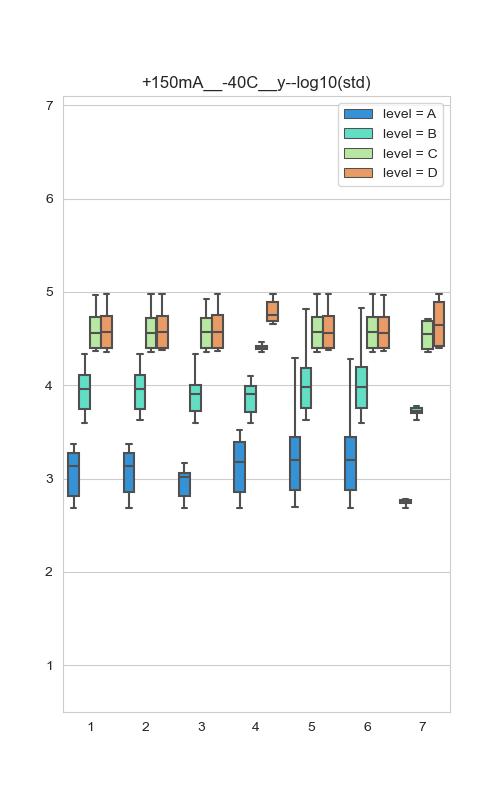 +150mA__-40C__y--log10(std)
level = A
level = B
level = C
level = D
7
6
5
4
3
2
1
1 2 3 4 5 6 7